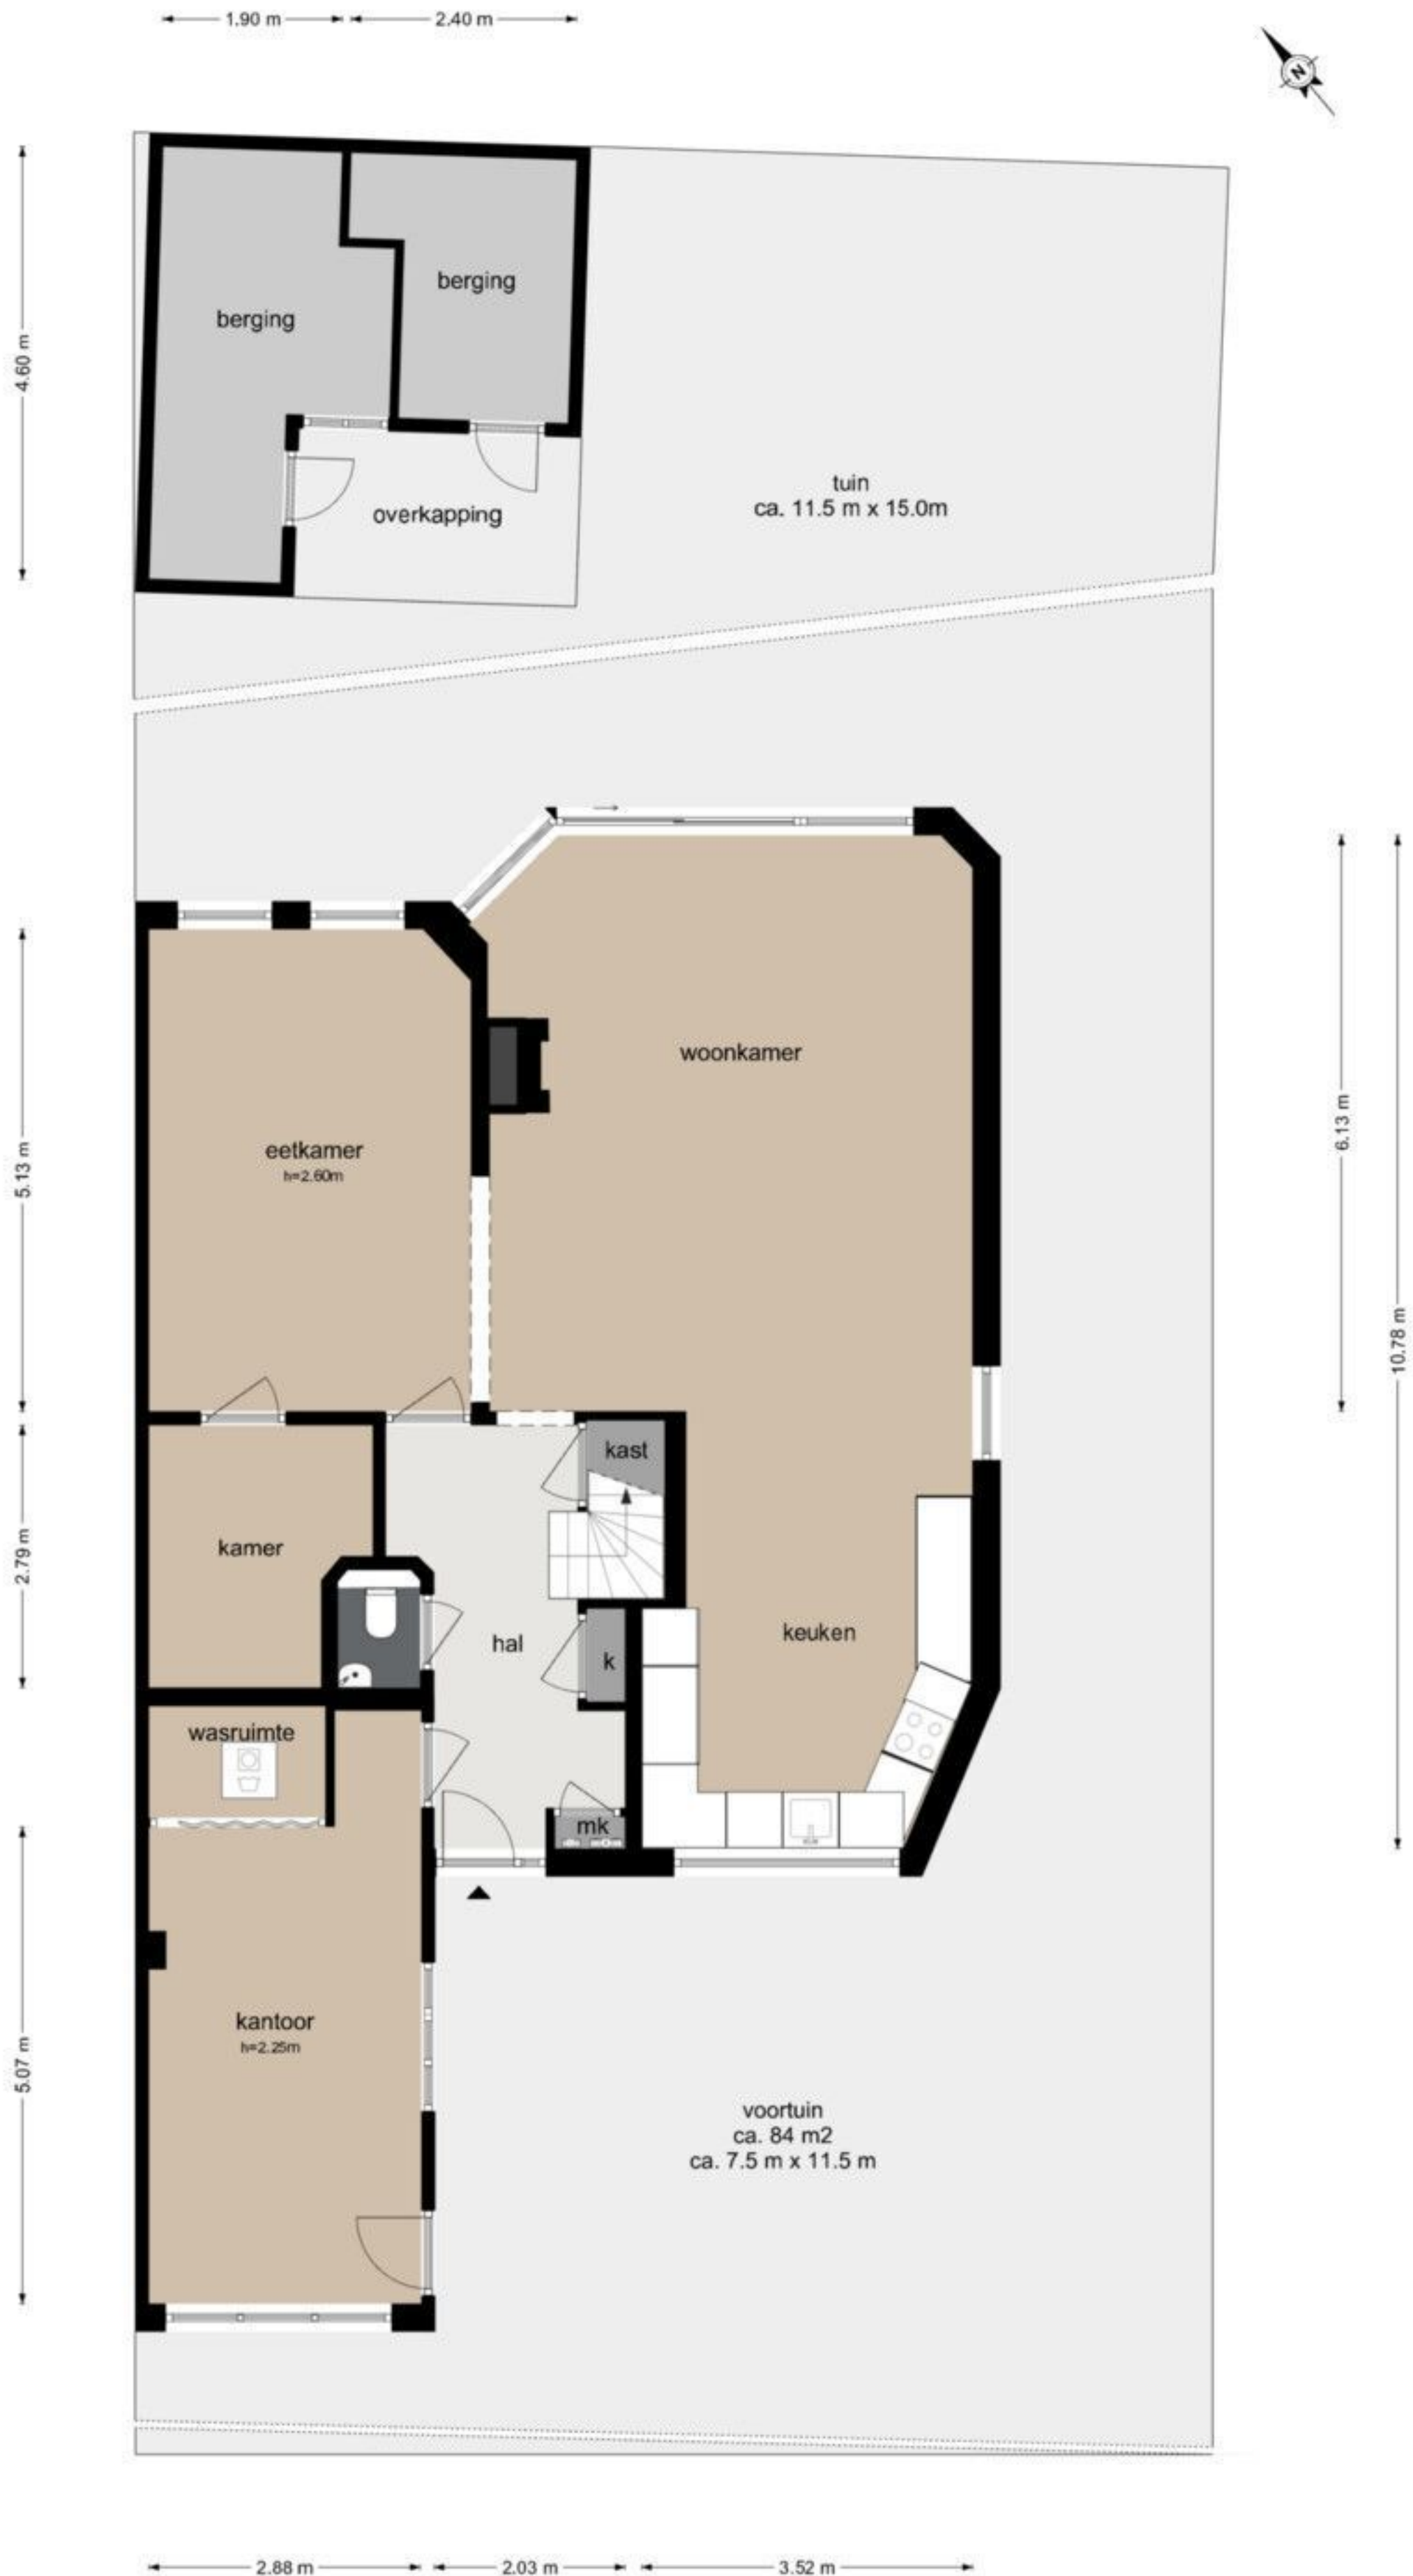 1.90 m
2.40 m
N
4.60 m
berging
berging
overkapping
tuin
ca. 11.5 m x 15.0m
woonkamer
6.13 m
10.78 m
eetkamer
h=2.60m
5.13 m
kast
kamer
2.79 m
hal
k
keuken
wasruimte
mk
kantoor
h=2.25m
5.07 m
voortuin
ca. 84 m2
ca. 7.5 m x 11.5 m
2.88 m
2.03 m
3.52 m